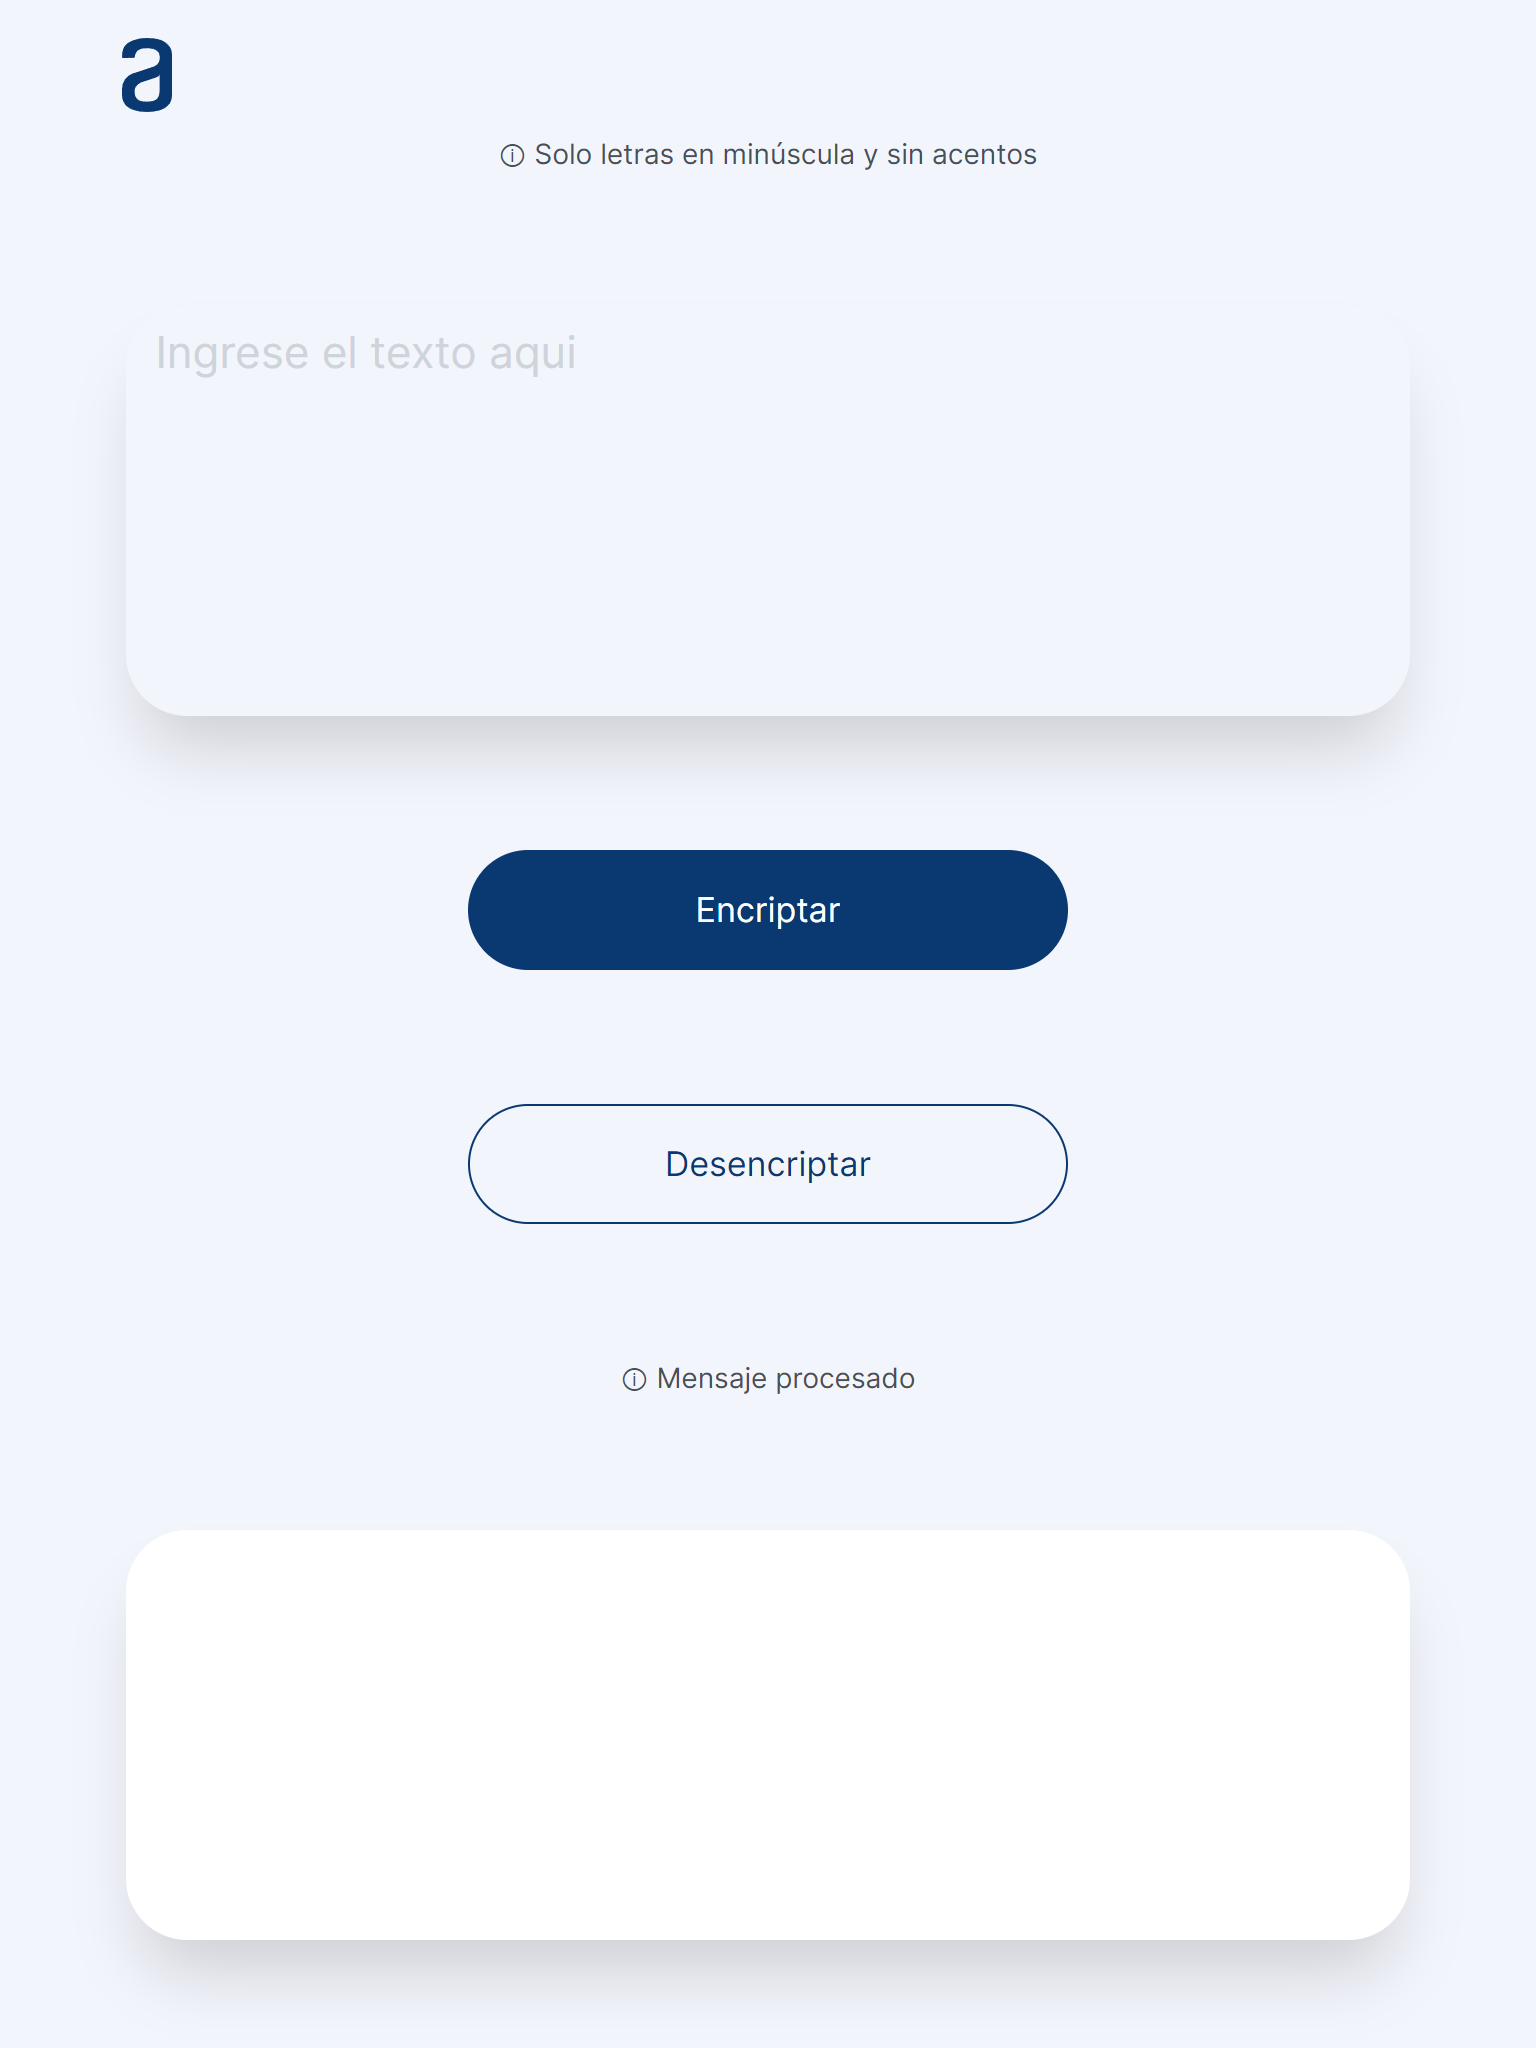 a
ⓘ Solo letras en minúscula y sin acentos
Ingrese el texto aqui
Encriptar
Desencriptar
ⓘ Mensaje procesado